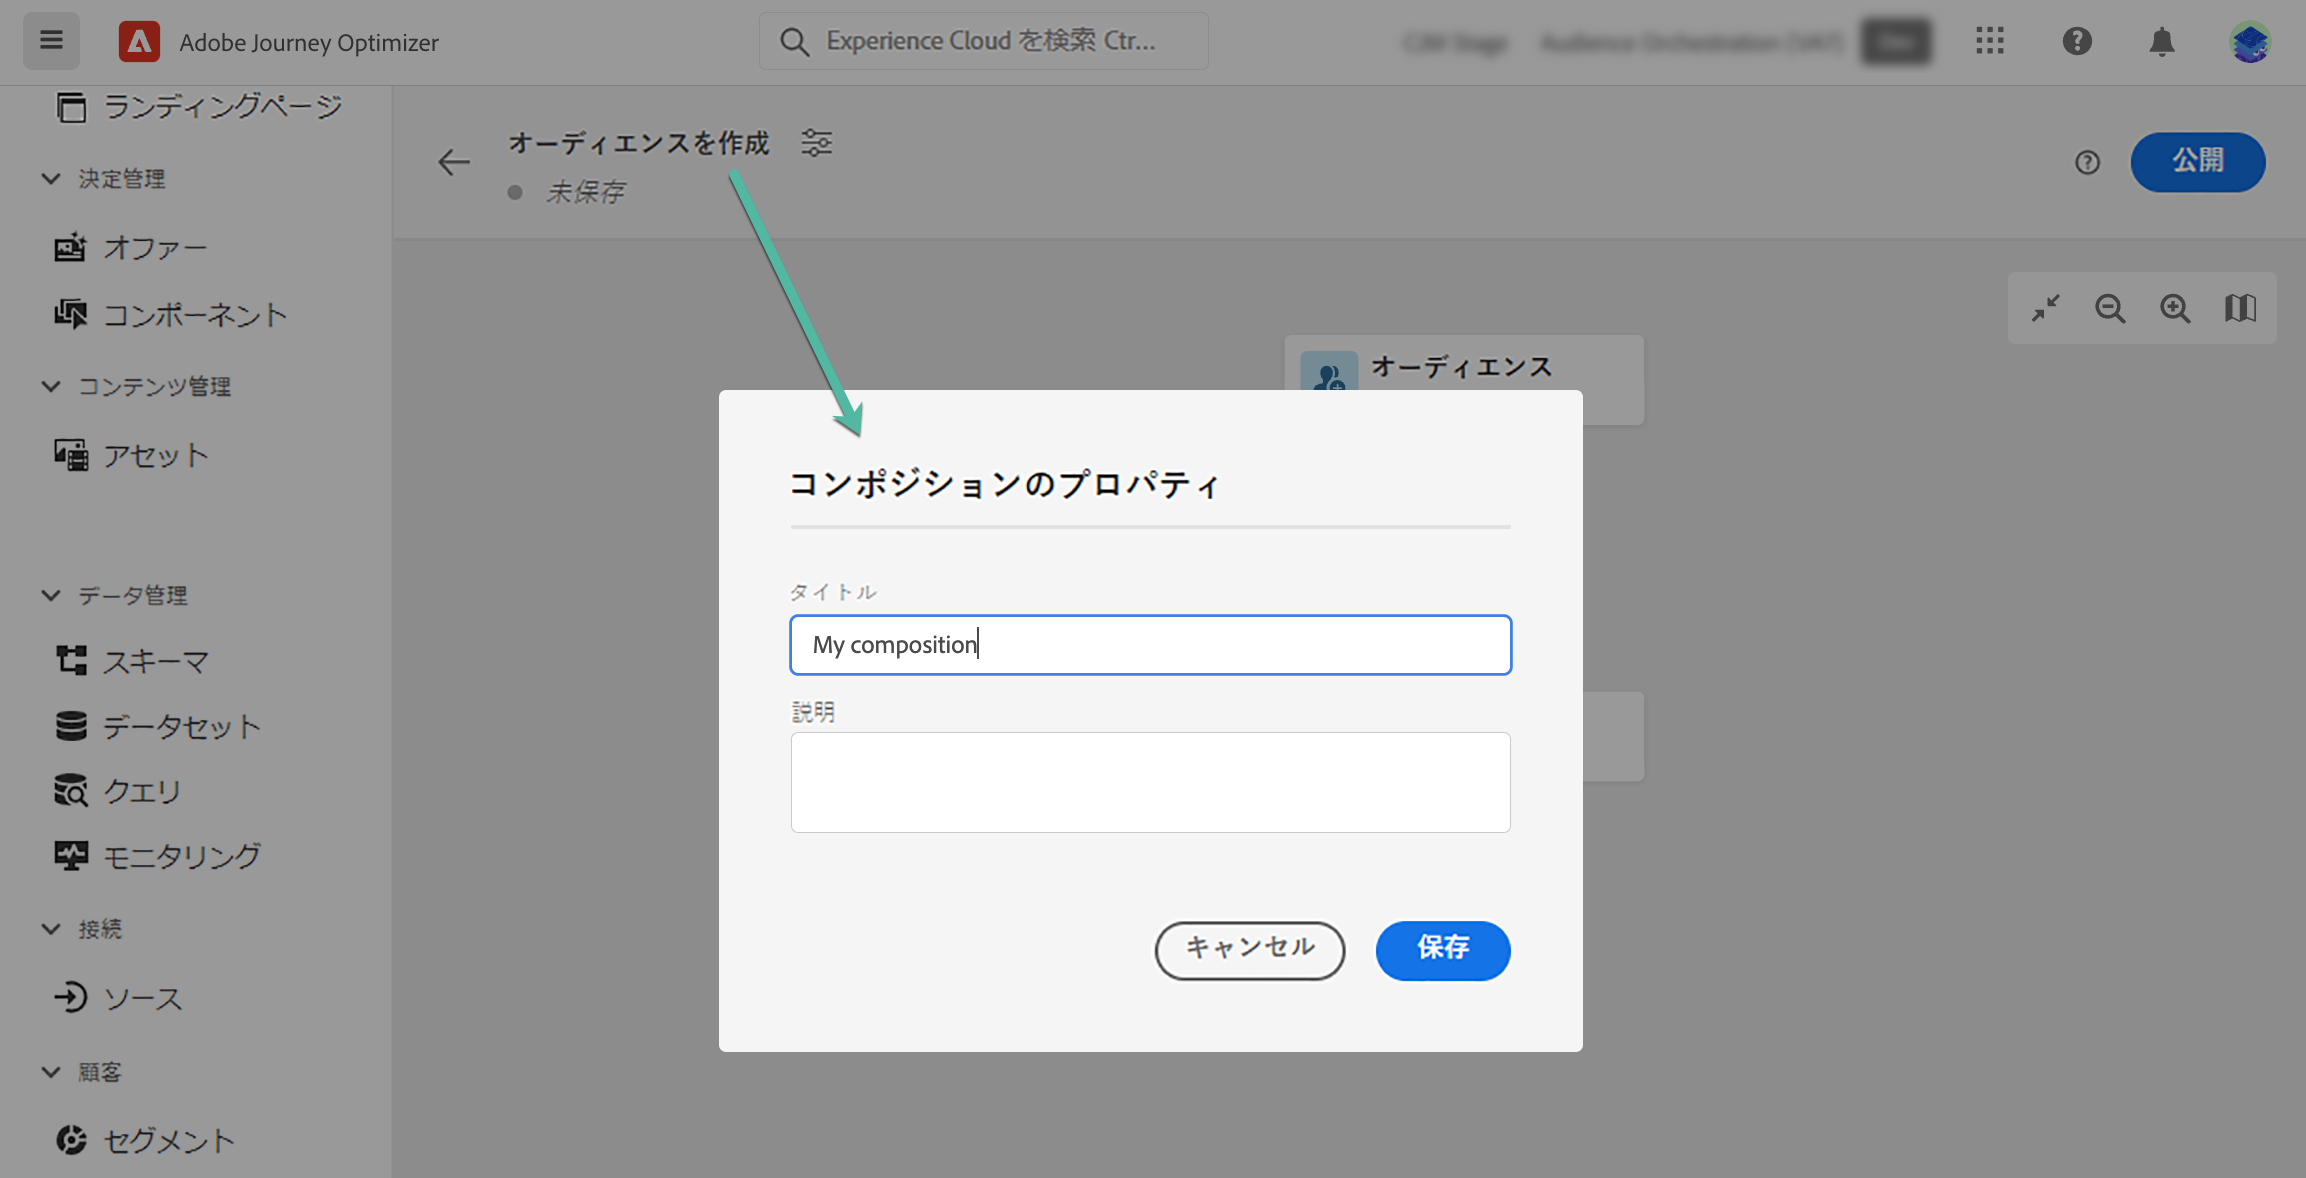 Adobe Journey Optimizer
Experience Cloud を検索 Ctr...
ランディングページ
決定管理
オファー
コンポーネント
コンテンツ管理
アセット
データ管理
スキーマ
データセット
クエリ
モニタリング
接続
ソース
顧客
セグメント
オーディエンスを作成
未保存
公開
オーディエンス
コンポジションのプロパティ
タイトル
My composition
説明
キャンセル
保存